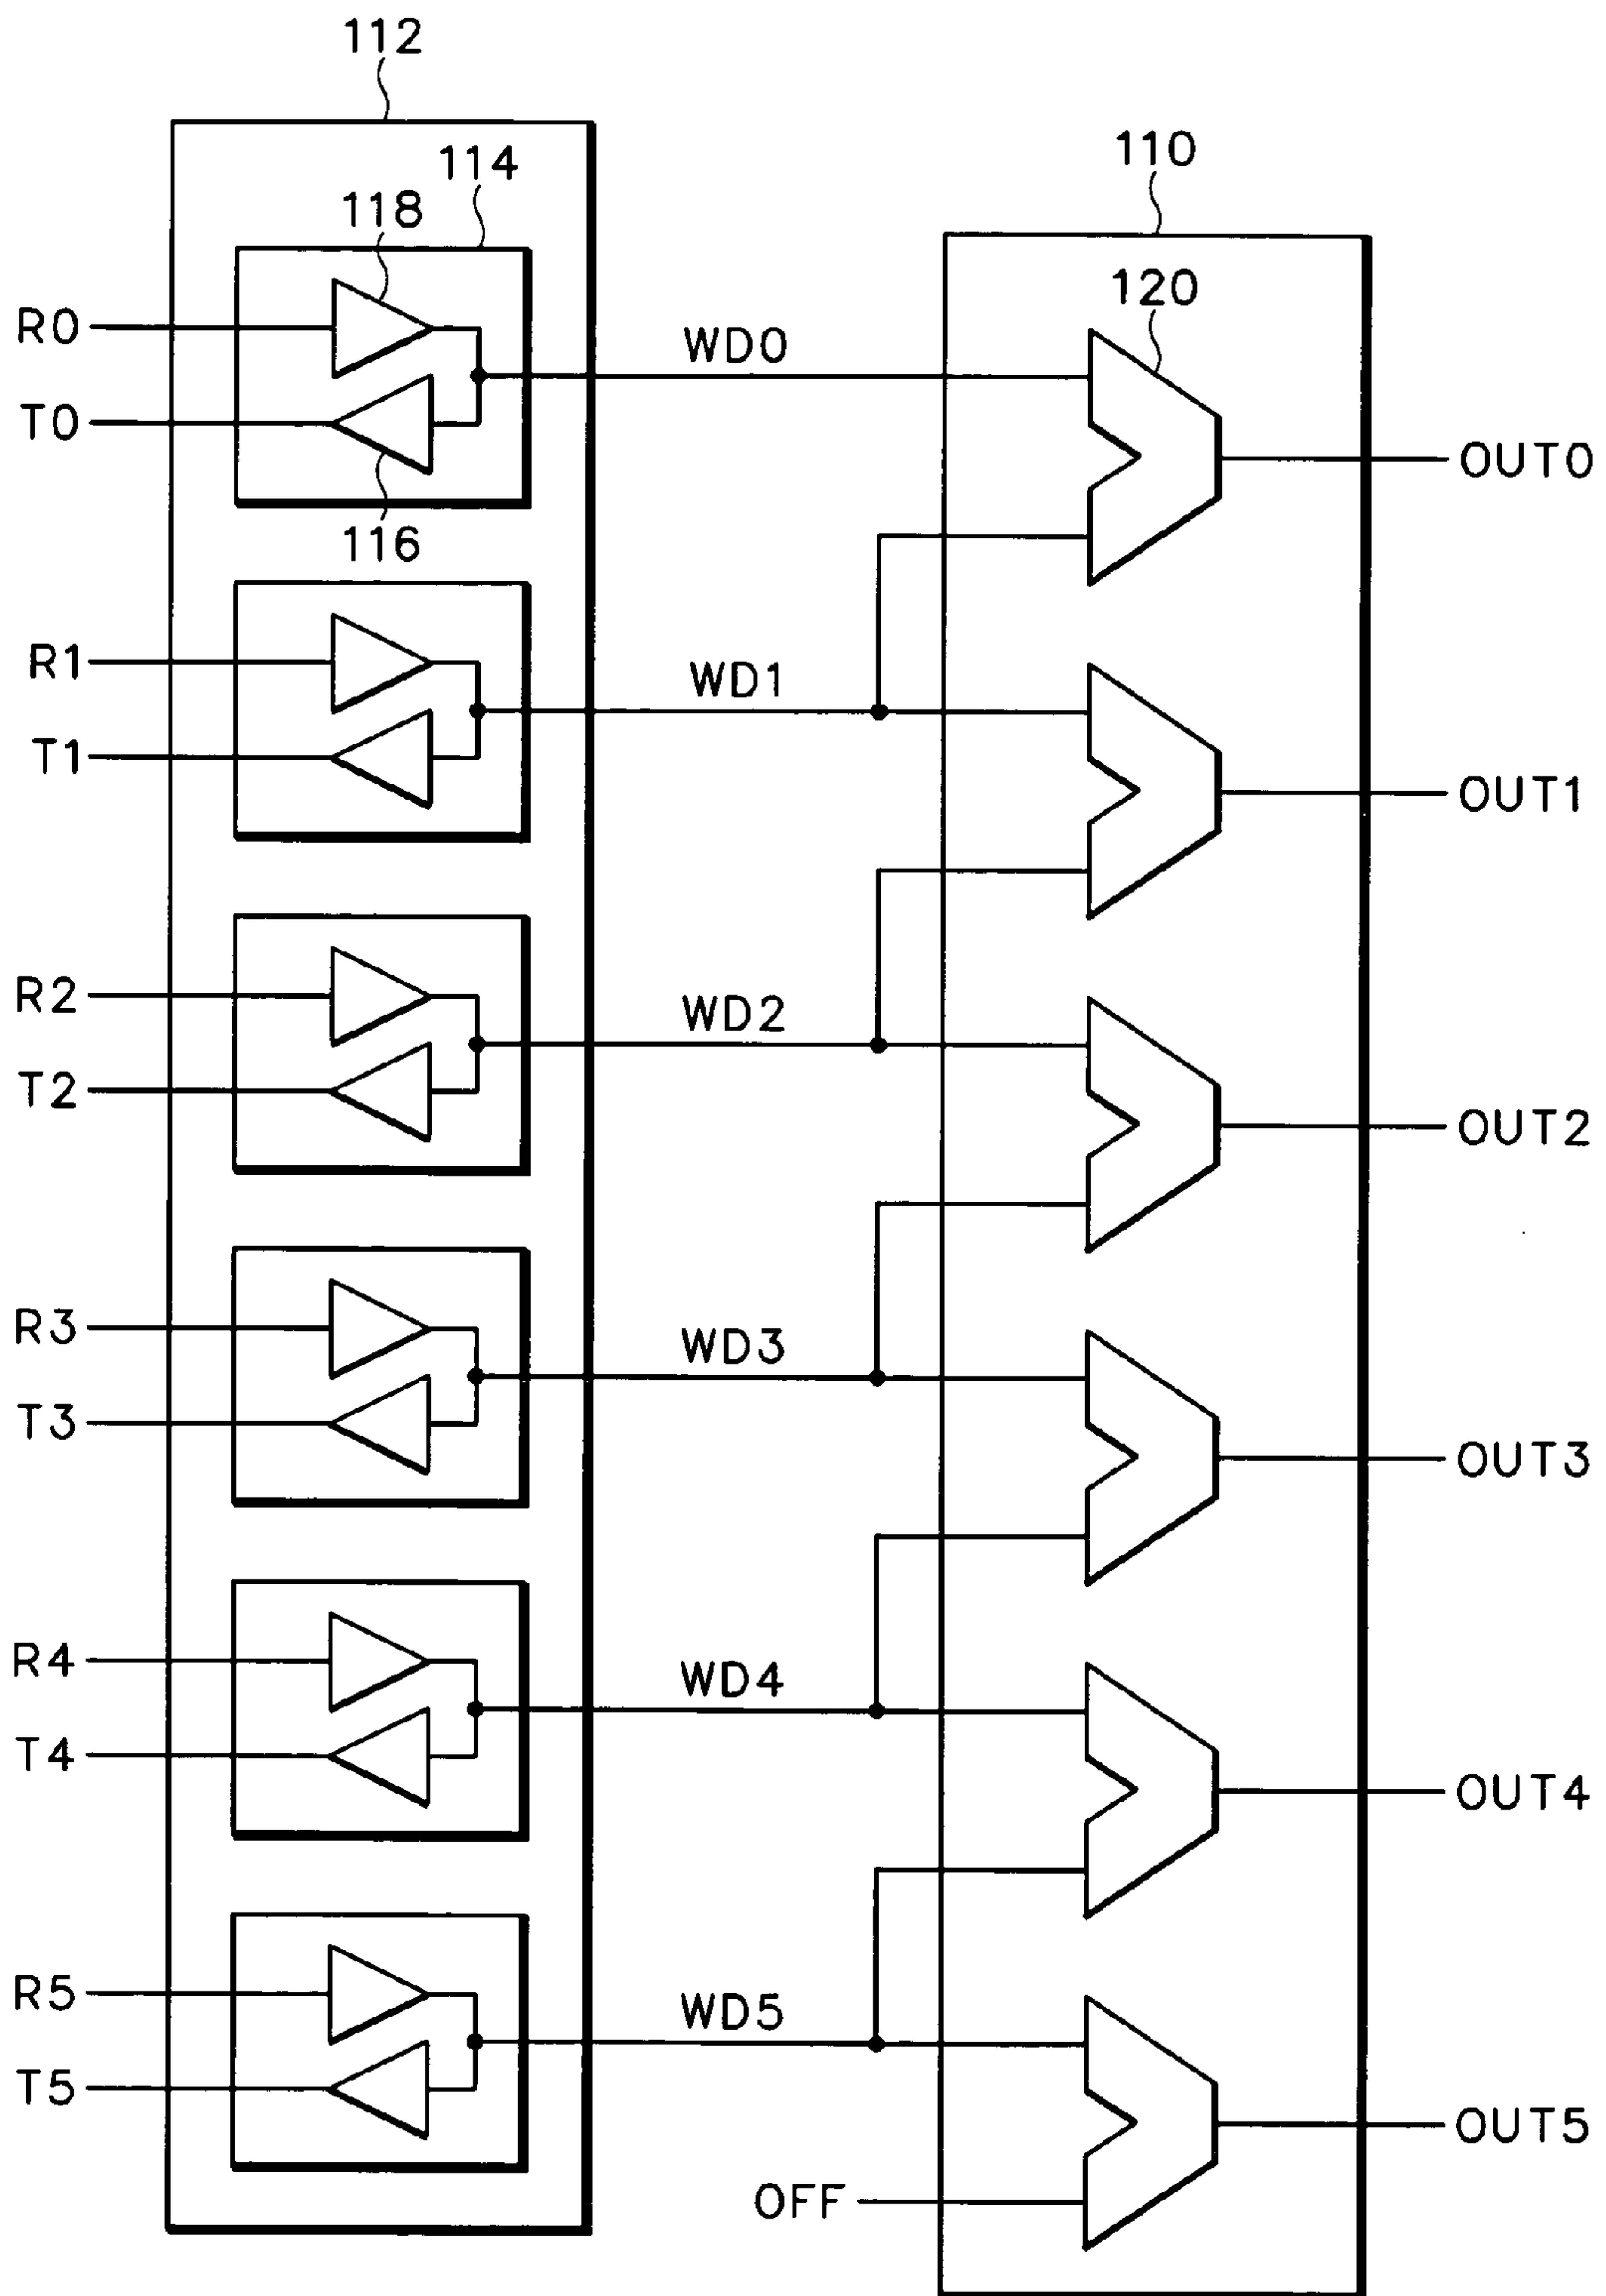 112
110
114
118
120
R0
WD0
T0
OUT0
116
R1
WD1
T1
OUT1
R2
WD2
T2
OUT2
R3
WD3
T3
OUT3
R4
WD4
T4
OUT4
R5
WD5
T5
OUT5
OFF